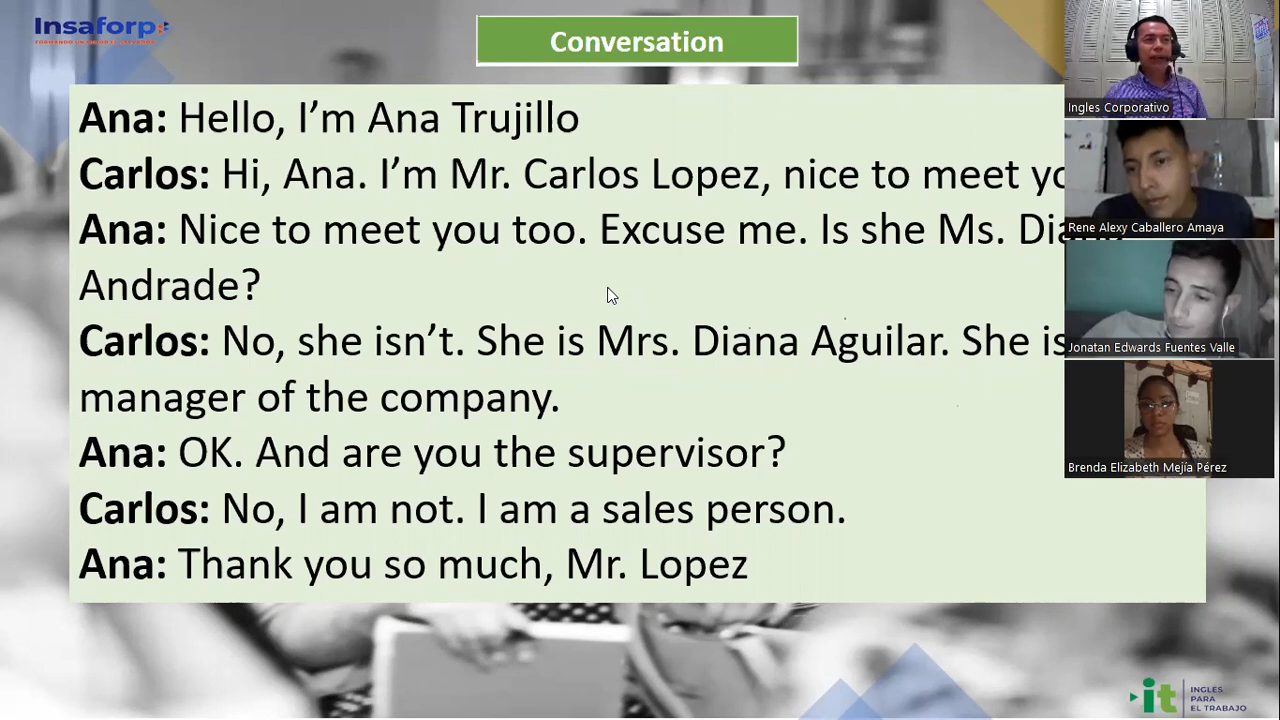 Insaforp
Conversation
Ana: Hello, I’m Ana Trujillo
Carlos: Hi, Ana. I’m Mr. Carlos Lopez, nice to meet
Ana: Nice to meet you too. Excuse me. Is she Ms. Diana
Andrade?
Carlos: No, she isn’t. She is Mrs. Diana Aguilar. She is
manager of the company.
Ana: OK. And are you the supervisor?
Carlos: No, I am not. I am a sales person.
Ana: Thank you so much, Mr. Lopez
Ingles Corporativo
Rene Alexy Caballero Amaya
Jonatan Edwards Fuentes Valle
Brenda Elizabeth Mejía Pérez
it
INGLÉS
PARA
EL TRABAJO